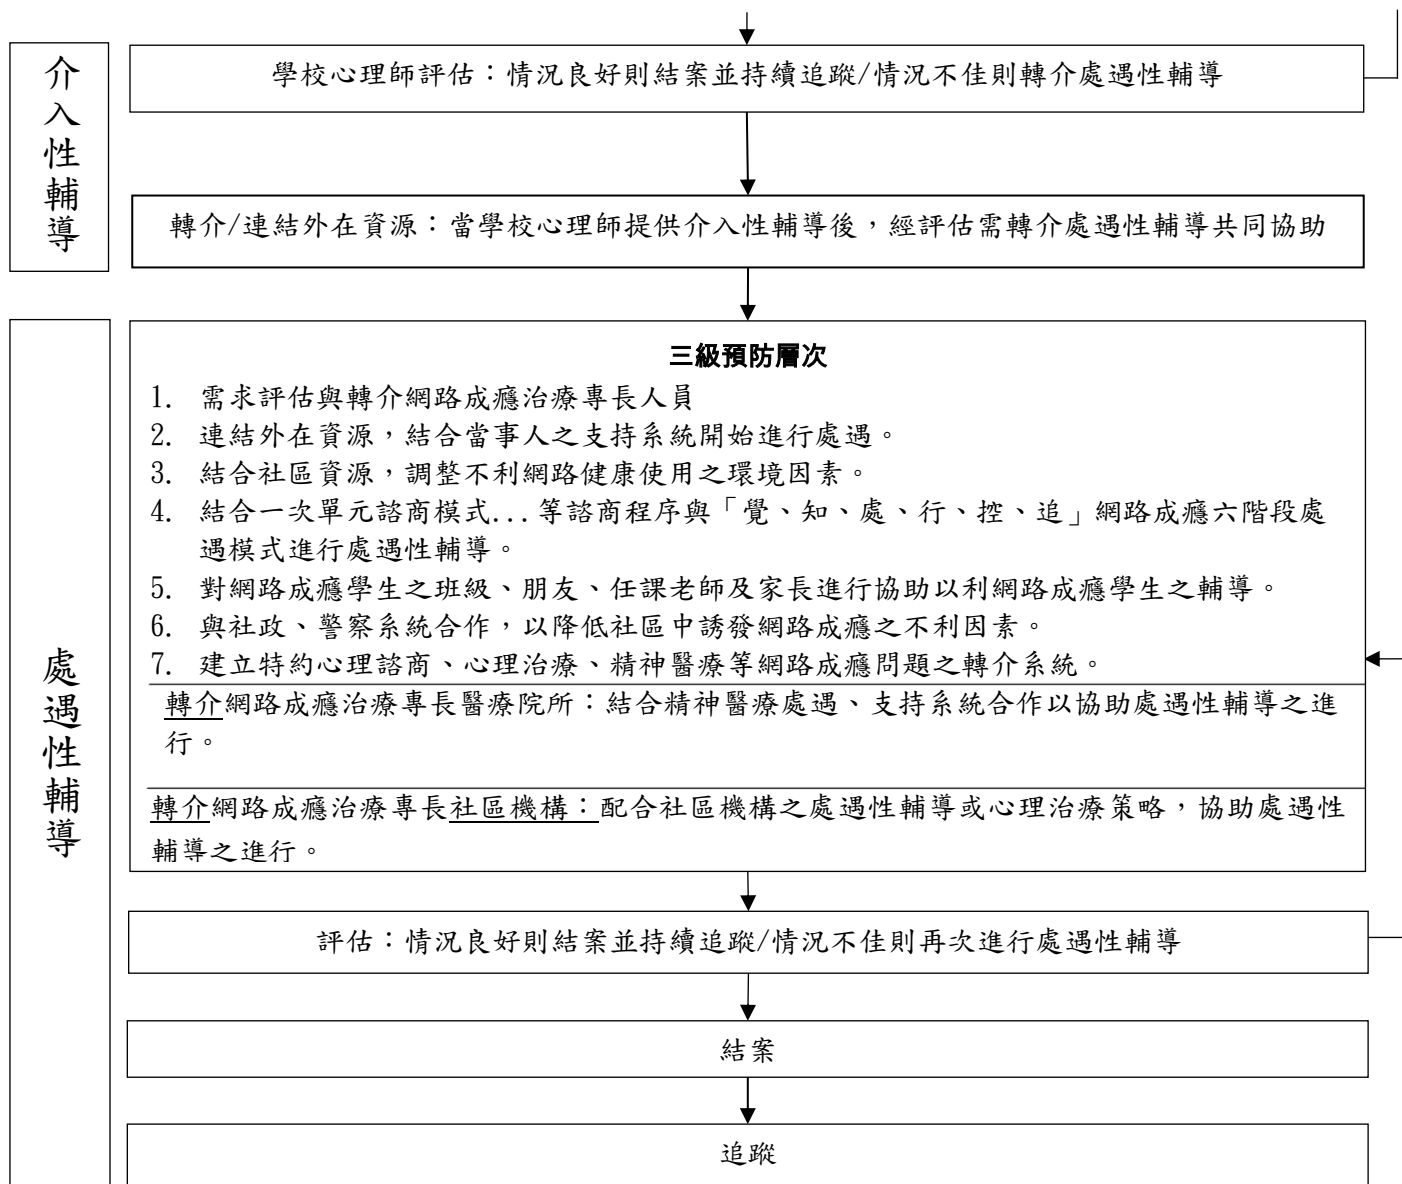 介入性輔導
學校心理師評估：情況良好則結案並持續追蹤/情況不佳則轉介處遇性輔導
轉介/連結外在資源：當學校心理師提供介入性輔導後，經評估需轉介處遇性輔導共同協助
處遇性輔導
三級預防層次
1. 需求評估與轉介網路成癮治療專長人員
2. 連結外在資源，結合當事人之支持系統開始進行處遇。
3. 結合社區資源，調整不利網路健康使用之環境因素。
4. 結合一次單元諮商模式...等諮商程序與「覺、知、處、行、控、追」網路成癮六階段處
遇模式進行處遇性輔導。
5. 對網路成癮學生之班級、朋友、任課老師及家長進行協助以利網路成癮學生之輔導。
6. 與社政、警察系統合作，以降低社區中誘發網路成癮之不利因素。
7. 建立特約心理諮商、心理治療、精神醫療等網路成癮問題之轉介系統。
轉介網路成癮治療專長醫療院所：結合精神醫療處遇、支持系統合作以協助處遇性輔導之進
行。
轉介網路成癮治療專長社區機構：配合社區機構之處遇性輔導或心理治療策略，協助處遇性
輔導之進行。
評估：情況良好則結案並持續追蹤/情況不佳則再次進行處遇性輔導
結案
追蹤